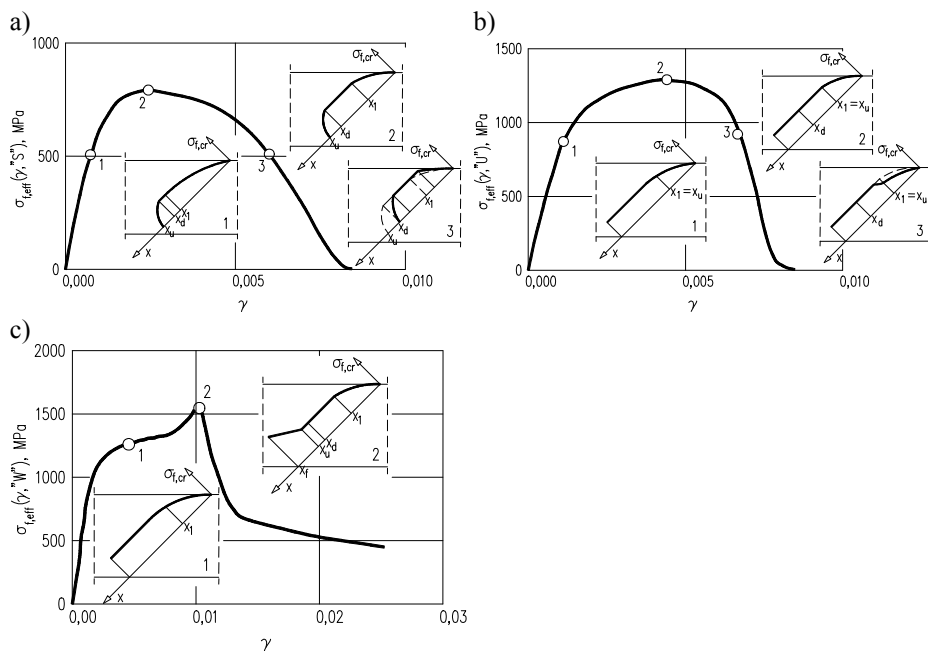 a)
σf,eff(γ,"S"), MPa
1000
500
0
0,000
0,005
0,010
γ
1
2
3
σf,cr
x1
xd
xu
x
1
σf,cr
x1
xd
xu
x
2
σf,cr
x1
xd
xu
x
3
b)
σf,eff(γ,"U"), MPa
1500
1000
500
0
0,000
0,005
0,010
γ
1
2
3
σf,cr
x1=xu
xd
x
1
σf,cr
x1=xu
xd
x
2
σf,cr
x1=xu
xd
x
3
c)
σf,eff(γ,"W"), MPa
2000
1500
1000
500
0
0,00
0,01
0,02
0,03
γ
1
2
σf,cr
x1
x
1
σf,cr
x1
xd
xu
xf
x
2